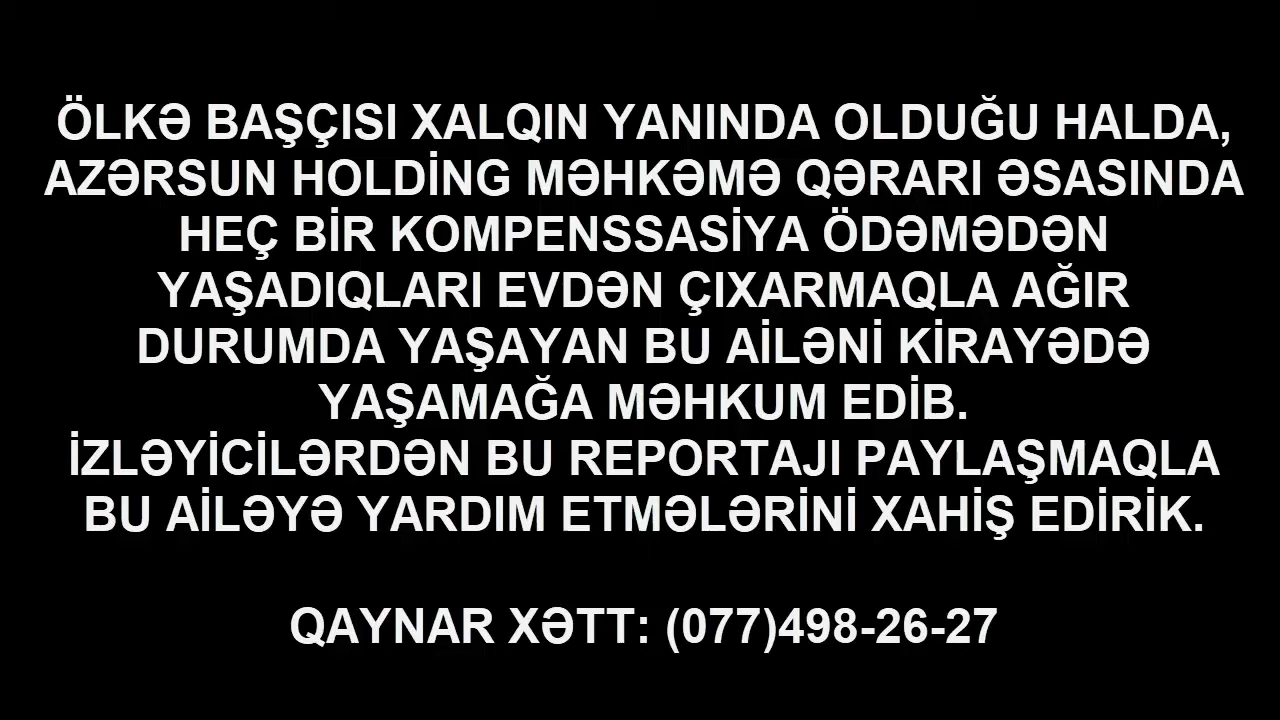 ÖLKƏ BAŞÇISI XALQIN YANINDA OLDUĞU HALDA,
AZƏRSUN HOLDİNG MƏHKƏMƏ QƏRARI ƏSASINDA
HEÇ BİR KOMPENSSASİYA ÖDƏMƏDƏN
YAŞADIQLARI EVDƏN ÇIXARMAQLA AĞIR
DURUMDA YAŞAYAN BU AİLƏNİ KİRAYƏDƏ
YAŞAMAĞA MƏHKUM EDİB.
İZLƏYİCİLƏRDƏN BU REPORTAJI PAYLAŞMAQLA
BU AİLƏYƏ YARDIM ETMƏLƏRİNİ XAHİŞ EDİRİK.
QAYNAR XƏTT: (077)498-26-27